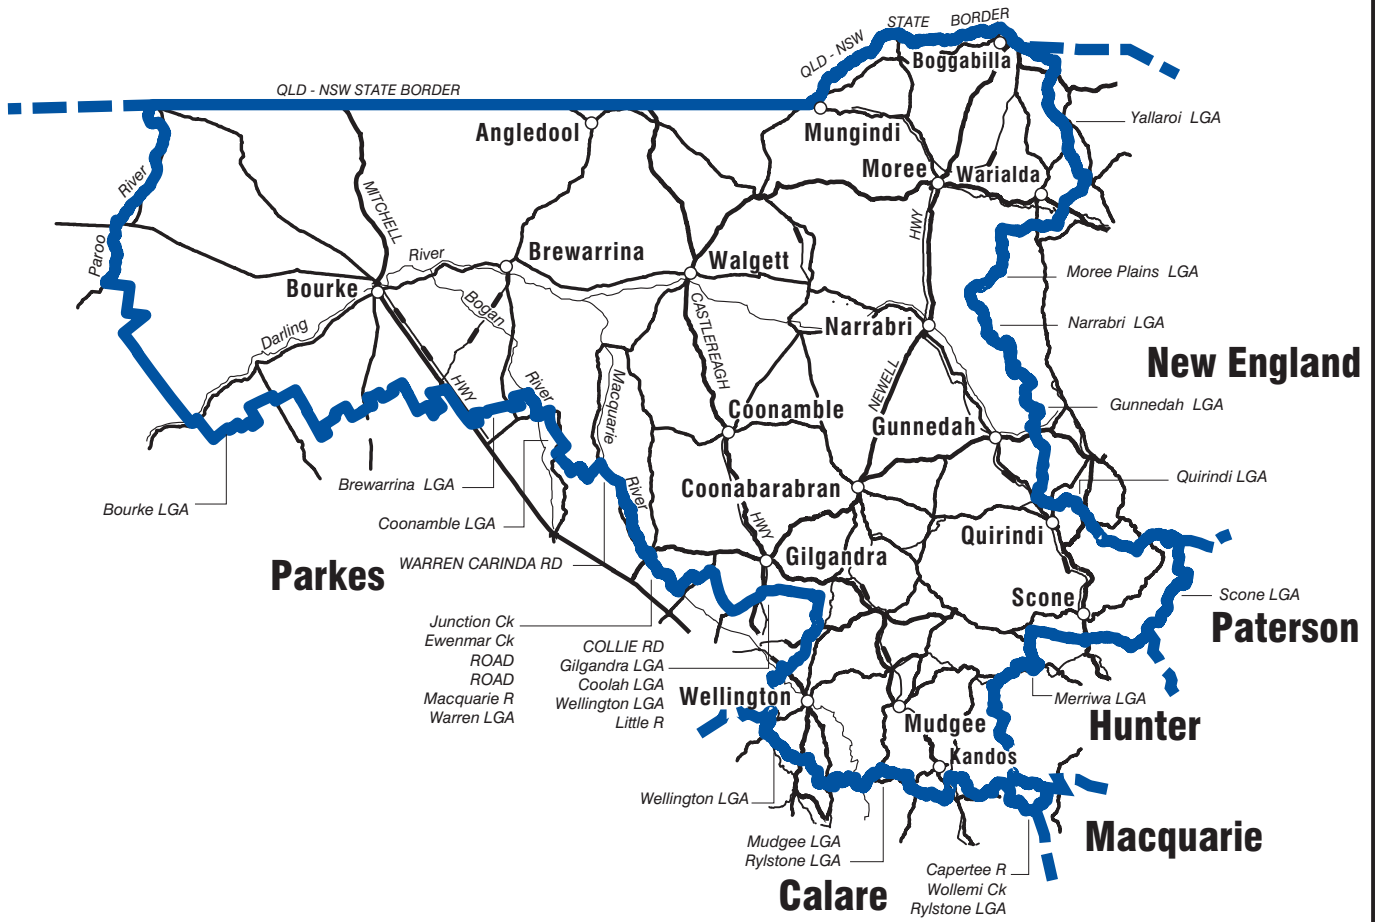 QLD - NSW STATE BORDER
QLD - NSW STATE BORDER
Boggabilla
Yallaroi LGA
Angledool
Mungindi
Moree
Warialda
River
MITCHELL
HWY
Paroo
River
Brewarrina
Walgett
Moree Plains LGA
Bourke
Bogan
CASTLEREAGH
Narrabri
Narrabri LGA
Darling
New England
HWY
River
Macquarie
NEWELL
Coonamble
Gunnedah LGA
Gunnedah
Quirindi LGA
Brewarrina LGA
Coonabarabran
River
Bourke LGA
Coonamble LGA
HWY
Quirindi
WARREN CARINDA RD
Gilgandra
Parkes
Scone
Scone LGA
Junction Ck
Ewenmar Ck
ROAD
ROAD
Macquarie R
Warren LGA
COLLIE RD
Gilgandra LGA
Coolah LGA
Wellington LGA
Little R
Paterson
Wellington
Merriwa LGA
Mudgee
Hunter
Kandos
Wellington LGA
Macquarie
Mudgee LGA
Rylstone LGA
Calare
Capertee R
Wollemi Ck
Rylstone LGA